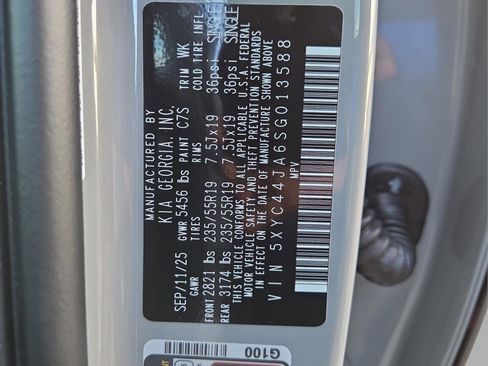 MANUFACTURED BY
KIA GEORGIA, INC.
SEP/11/25 GVWR 5456 lbs PAINT C7S TRIM WK
GAWR TIRES RIMS COLD TIRE INFL
FRONT 2821 lbs 235/55R19 7.5Jx19 36psi SINGLE
REAR 3174 lbs 235/55R19 7.5Jx19 36psi SINGLE
THIS VEHICLE CONFORMS TO ALL APPLICABLE U.S.A. FEDERAL
MOTOR VEHICLE SAFETY AND THEFT PREVENTION STANDARDS
IN EFFECT ON THE DATE OF MANUFACTURE SHOWN ABOVE
VIN 5XYC44JA6SG013588
MPV
G100